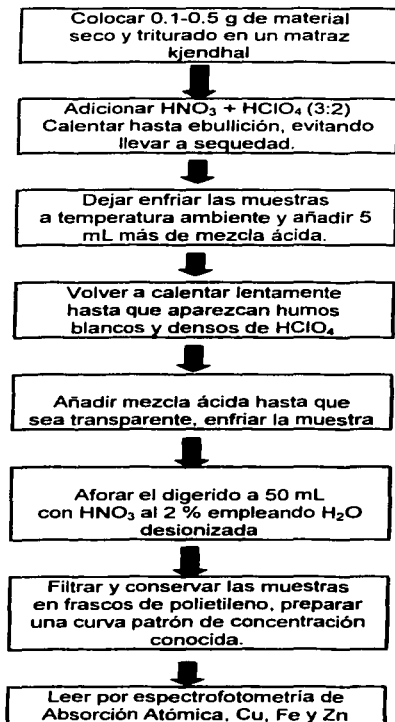 Colocar 0.1-0.5 g de material
seco y triturado en un matraz
kjendhal
Adicionar HNO₃ + HClO₄ (3:2)
Calentar hasta ebullición, evitando
llevar a sequedad.
Dejar enfriar las muestras
a temperatura ambiente y añadir 5
mL más de mezcla ácida.
Volver a calentar lentamente
hasta que aparezcan humos
blancos y densos de HClO₄
Añadir mezcla ácida hasta que
sea transparente, enfriar la muestra
Aforar el digerido a 50 mL
con HNO₃ al 2 % empleando H₂O
desionizada
Filtrar y conservar las muestras
en frascos de polietileno, preparar
una curva patrón de concentración
conocida.
Leer por espectrofotometría de
Absorción Atómica, Cu, Fe y Zn